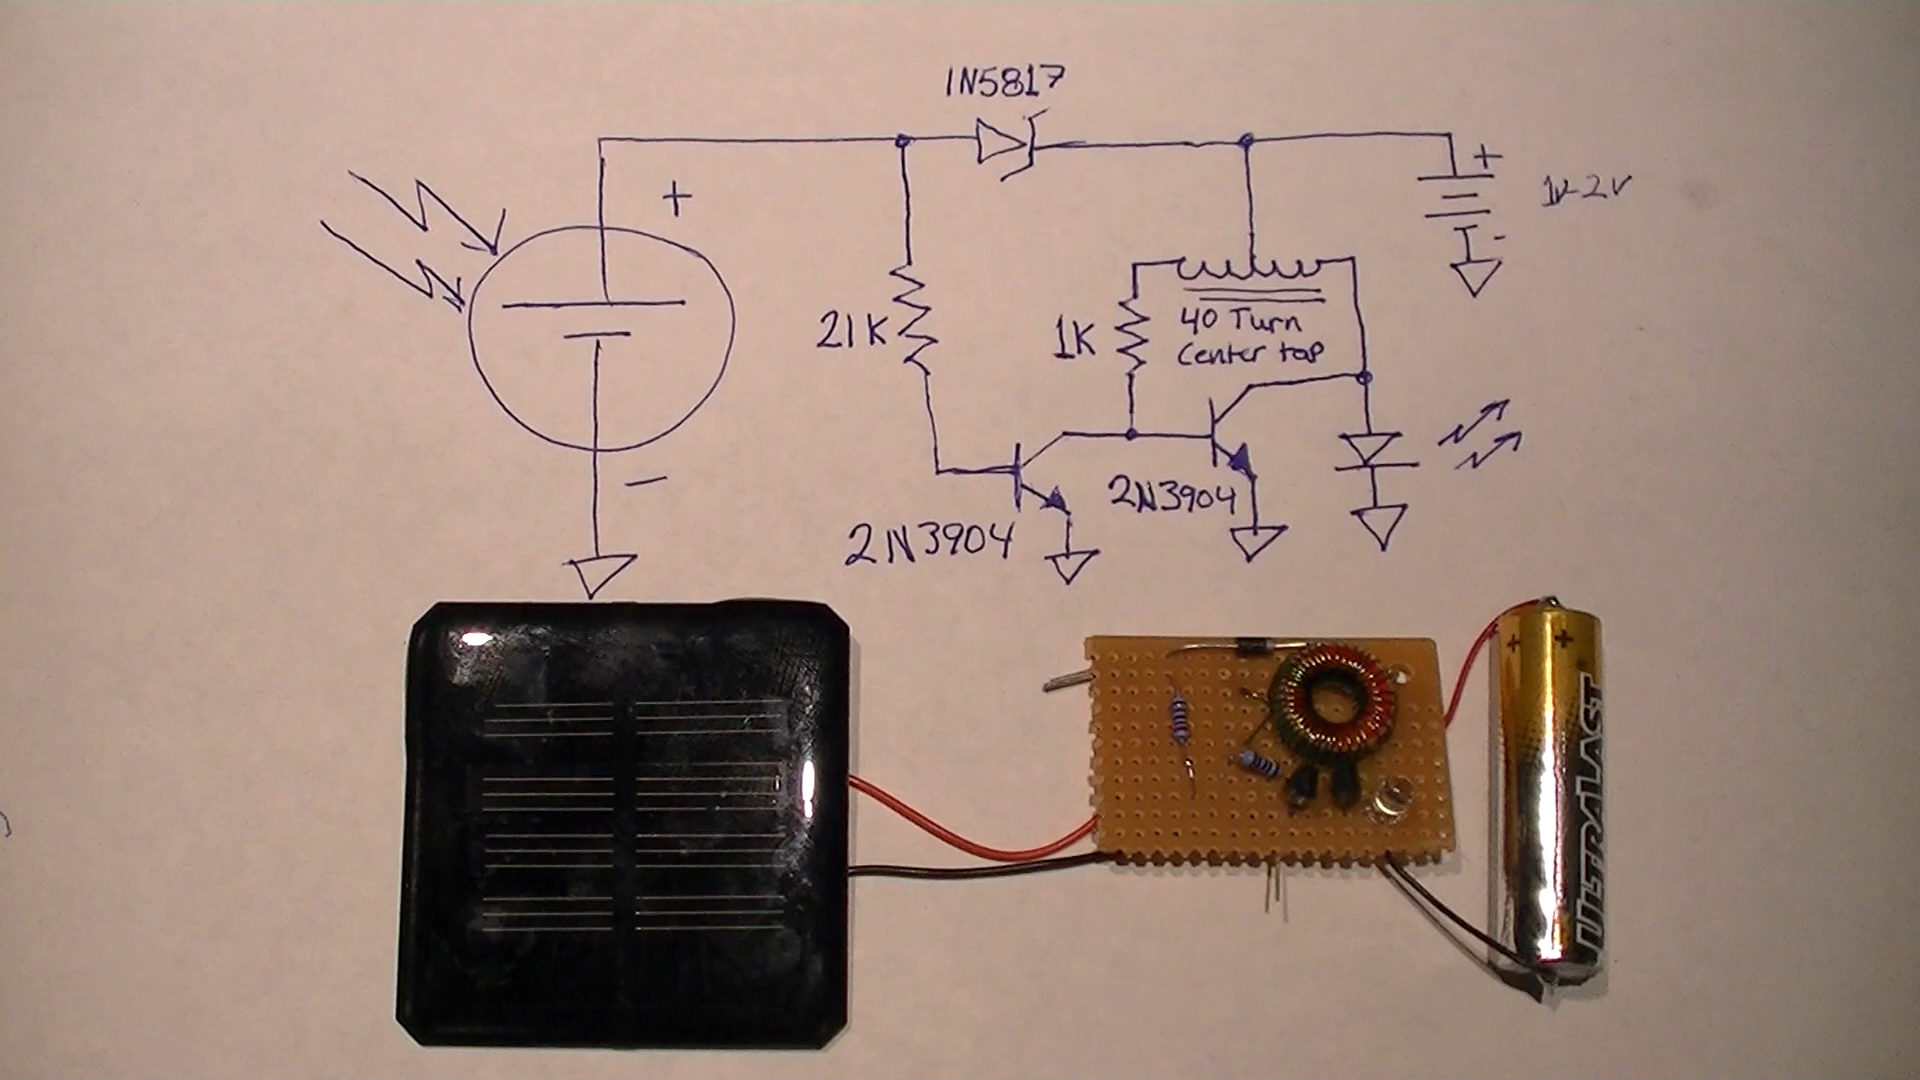 1N5817
+
+
1V-2V
-
21K
1K
40 Turn
Center tap
-
2N3904
2N3904
+ +
ULTRALAST